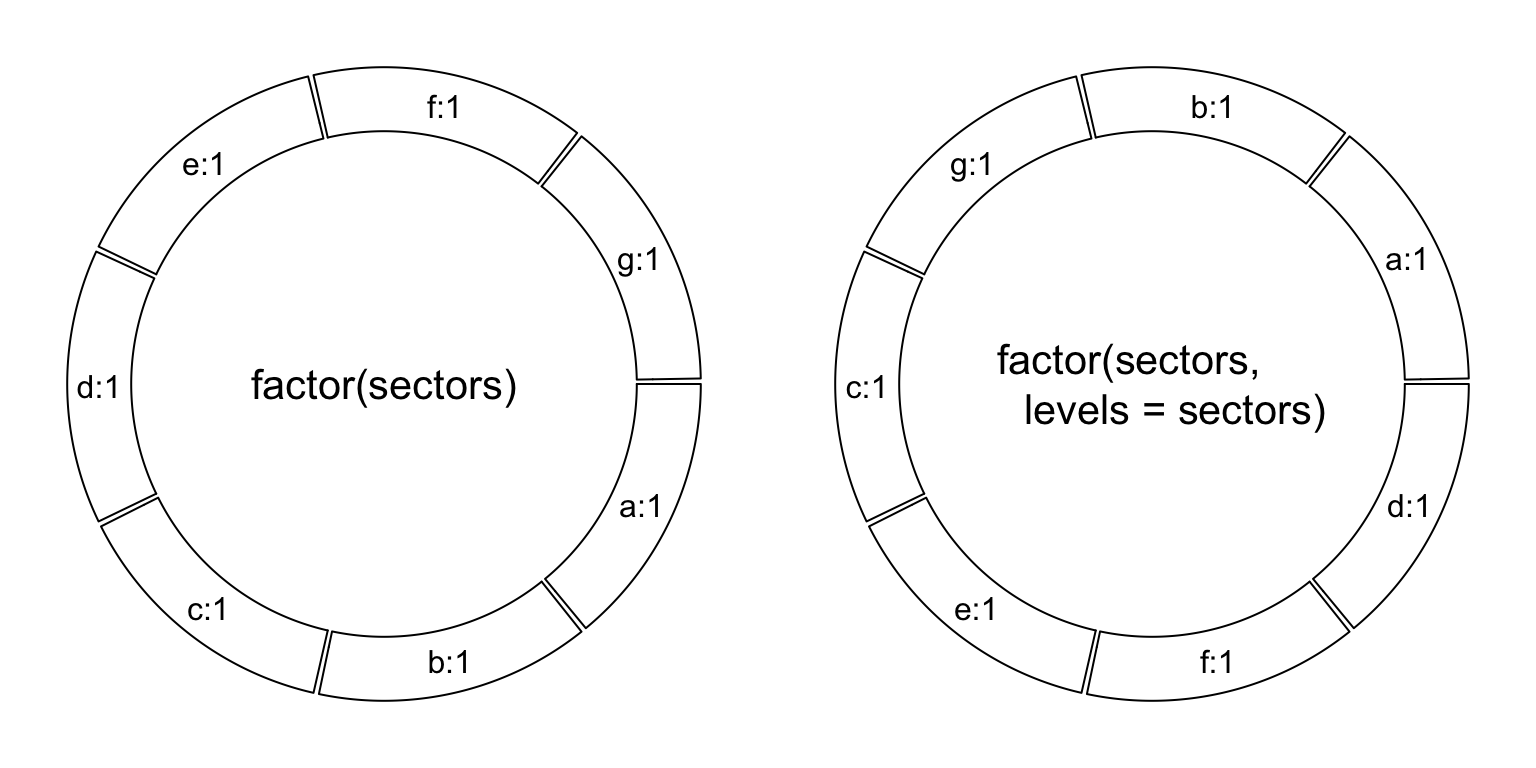 f:1
e:1
g:1
d:1
factor(sectors)
a:1
c:1
b:1
b:1
g:1
a:1
factor(sectors,
levels = sectors)
c:1
d:1
e:1
f:1